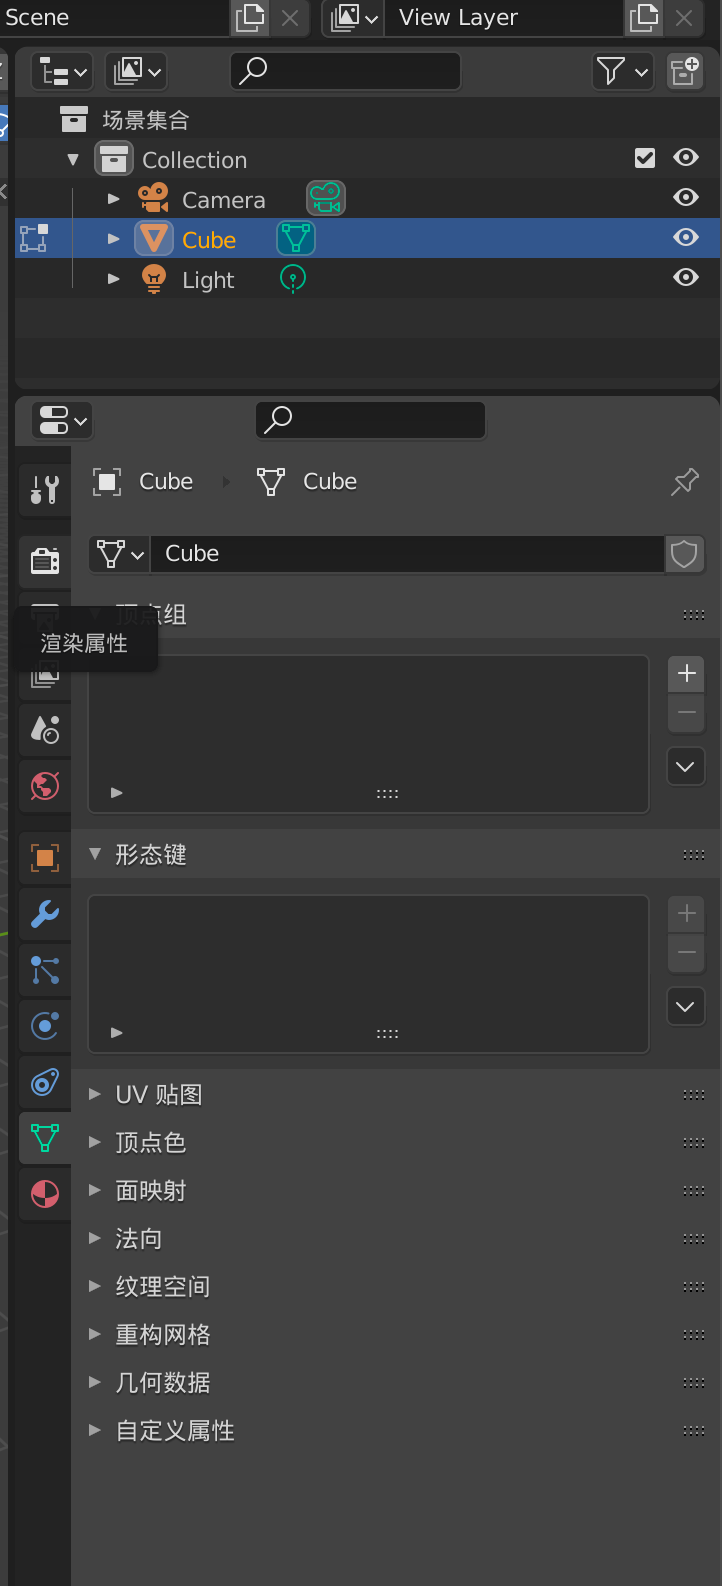 Scene View Layer
场景集合
Collection
Camera
Cube
Light
Cube Cube
Cube
顶点组
渲染属性
形态键
UV 贴图
顶点色
面映射
法向
纹理空间
重构网格
几何数据
自定义属性